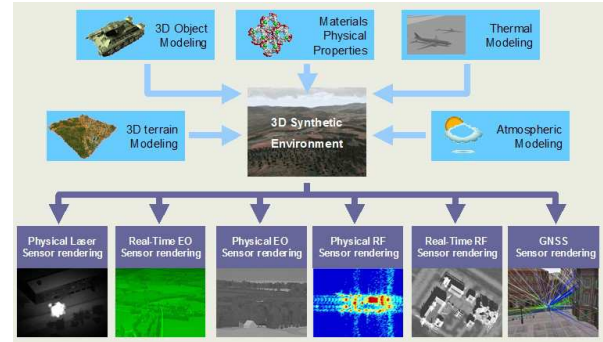 3D Object
Modeling
Materials
Physical
Properties
Thermal
Modeling
3D terrain
Modeling
3D Synthetic
Environment
Atmospheric
Modeling
Physical Laser
Sensor rendering
Real-Time EO
Sensor rendering
Physical EO
Sensor rendering
Physical RF
Sensor rendering
Real-Time RF
Sensor rendering
GNSS
Sensor rendering